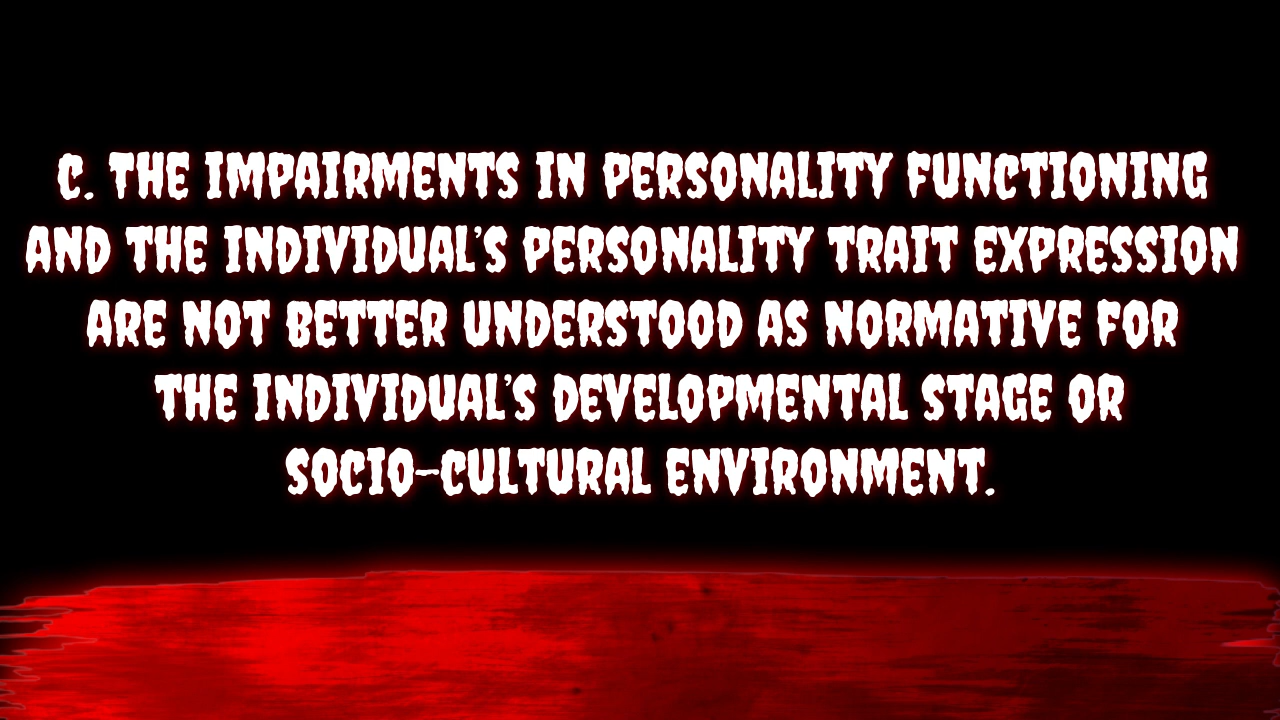 C. THE IMPAIRMENTS IN PERSONALITY FUNCTIONING
AND THE INDIVIDUAL'S PERSONALITY TRAIT EXPRESSION
ARE NOT BETTER UNDERSTOOD AS NORMATIVE FOR
THE INDIVIDUAL'S DEVELOPMENTAL STAGE OR
SOCIO-CULTURAL ENVIRONMENT.